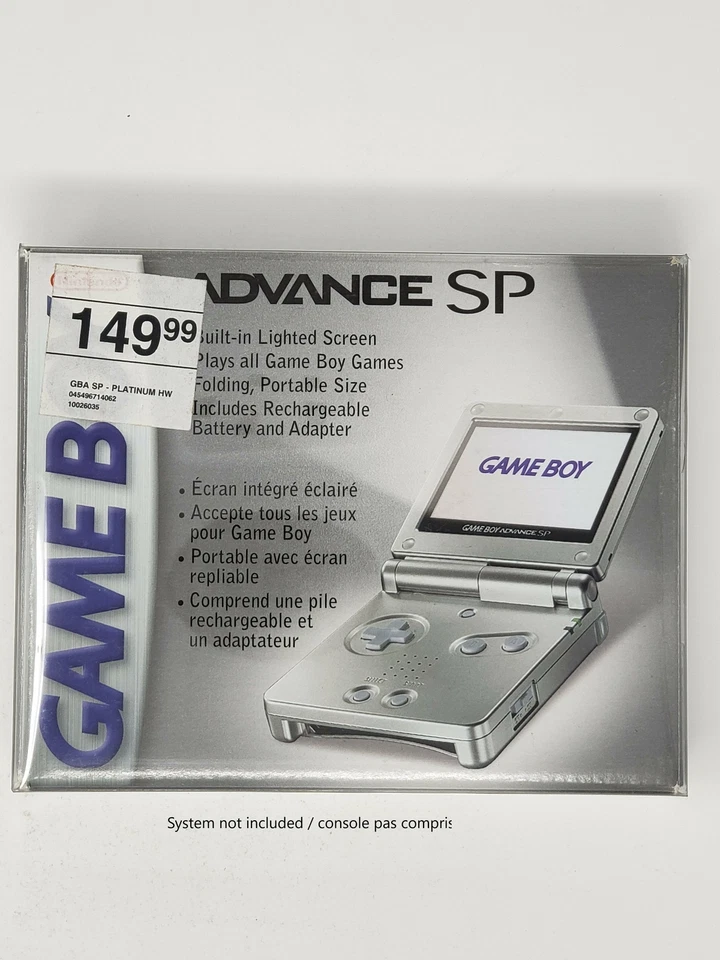 Nintendo
149 99
GBA SP - PLATINUM HW
045496714062
10026035
GAME B
ADVANCE SP
Built-in Lighted Screen
Plays all Game Boy Games
Folding, Portable Size
Includes Rechargeable
Battery and Adapter
• Écran intégré éclairé
• Accepte tous les jeux
pour Game Boy
• Portable avec écran
repliable
• Comprend une pile
rechargeable et
un adaptateur
GAME BOY
GAME BOY ADVANCE SP
SELECT
System not included / console pas compris